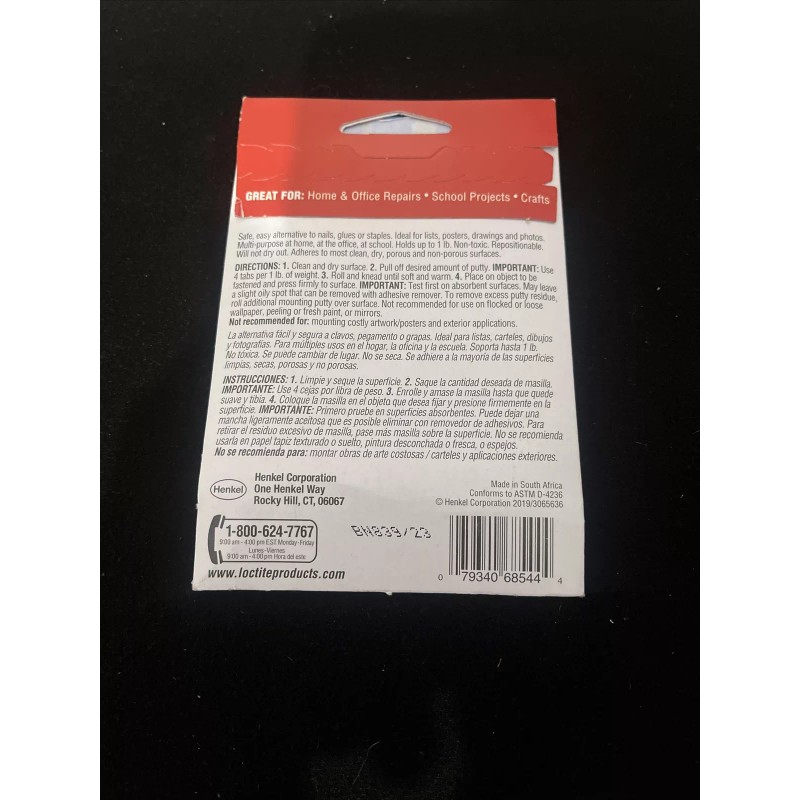 GREAT FOR: Home & Office Repairs • School Projects • Crafts
Safe, easy alternative to nails, glues or staples. Ideal for lists, posters, drawings and photos.
Multi-purpose at home, at the office, at school. Holds up to 1 lb. Non-toxic. Repositionable.
Will not dry out. Adheres to most clean, dry, porous and non-porous surfaces.
DIRECTIONS: 1. Clean and dry surface. 2. Pull off desired amount of putty. IMPORTANT: Use
4 tabs per 1 lb. of weight. 3. Roll and knead until soft and warm. 4. Place on object to be
fastened and press firmly to surface. IMPORTANT: Test first on absorbent surfaces. May leave
a slight oily spot that can be removed with adhesive remover. To remove excess putty residue,
roll additional mounting putty over surface. Not recommended for use on flocked or loose
wallpaper, peeling or fresh paint, or mirrors.
Not recommended for: mounting costly artwork/posters and exterior applications.
La alternativa fácil y segura a clavos, pegamento o grapas. Ideal para listas, carteles, dibujos
y fotografías. Para múltiples usos en el hogar, la oficina y la escuela. Soporta hasta 1 lb.
No tóxica. Se puede cambiar de lugar. No se seca. Se adhiere a la mayoría de las superficies
limpias, secas, porosas y no porosas.
INSTRUCCIONES: 1. Limpie y seque la superficie. 2. Saque la cantidad deseada de masilla.
IMPORTANTE: Use 4 cejas por libra de peso. 3. Enrolle y amase la masilla hasta que quede
suave y tibia. 4. Coloque la masilla en el objeto que desea fijar y presione firmemente en la
superficie. IMPORTANTE: Primero pruebe en superficies absorbentes. Puede dejar una
mancha ligeramente aceitosa que es posible eliminar con removedor de adhesivos. Para
retirar el residuo excesivo de masilla, pase más masilla sobre la superficie. No se recomienda
usarla en papel tapiz texturado o suelto, pintura desconchada o fresca, o espejos.
No se recomienda para: montar obras de arte costosas / carteles y aplicaciones exteriores.
Henkel
Henkel Corporation
One Henkel Way
Rocky Hill, CT, 06067
Made in South Africa
Conforms to ASTM D-4236
© Henkel Corporation 2019/3065636
1-800-624-7767
9:00 am - 4:00 pm EST Monday-Friday
Lunes-Viernes
9:00 am - 4:00 pm Hora del este
www.loctiteproducts.com
BN839/23
0 79340 68544 4